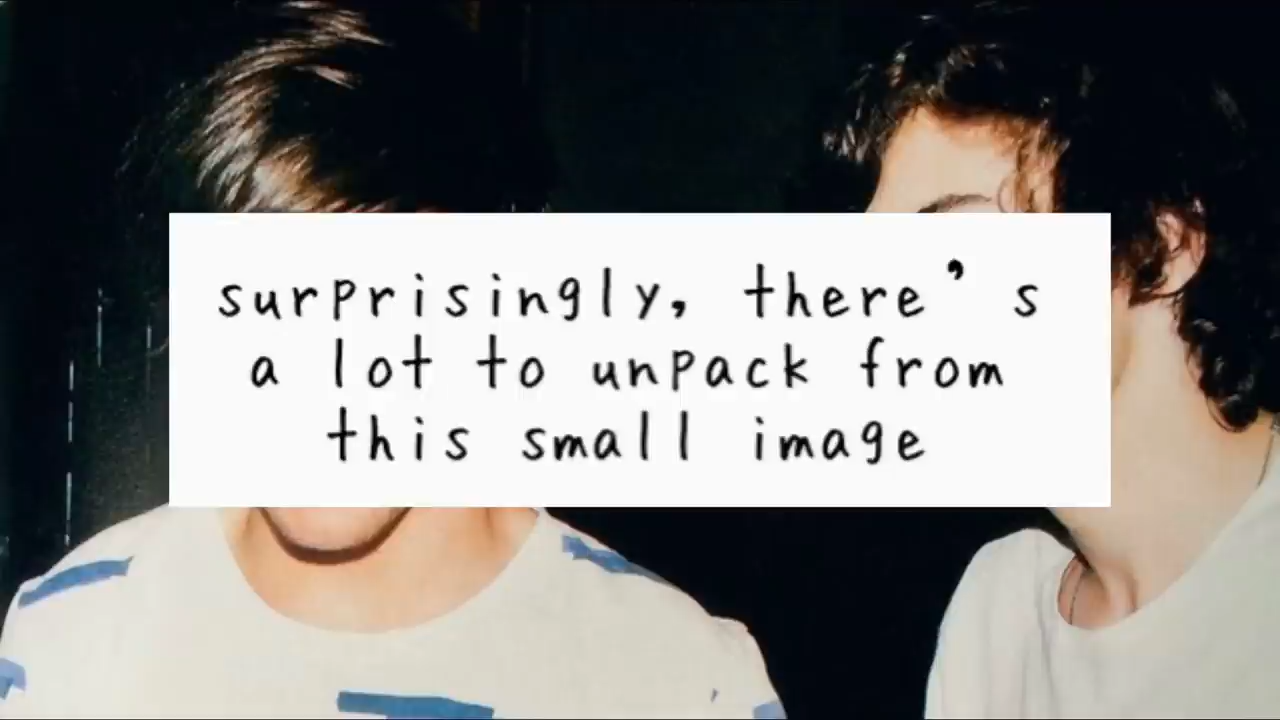 surprisingly, there's
a lot to unpack from
this small image